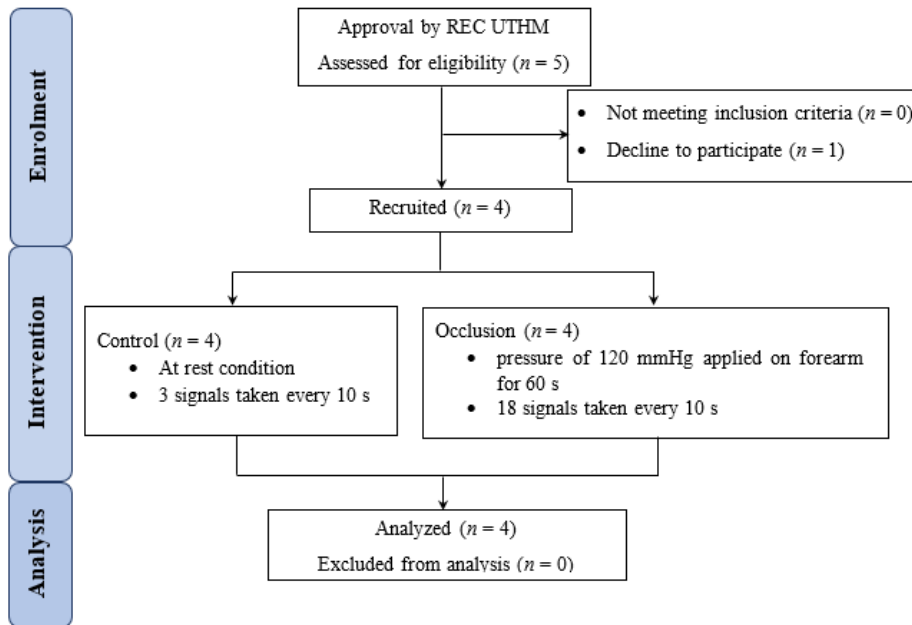 Enrolment
Approval by REC UTHM
Assessed for eligibility (n = 5)
• Not meeting inclusion criteria (n = 0)
• Decline to participate (n = 1)
Recruited (n = 4)
Intervention
Control (n = 4)
• At rest condition
• 3 signals taken every 10 s
Occlusion (n = 4)
• pressure of 120 mmHg applied on forearm
for 60 s
• 18 signals taken every 10 s
Analysis
Analyzed (n = 4)
Excluded from analysis (n = 0)